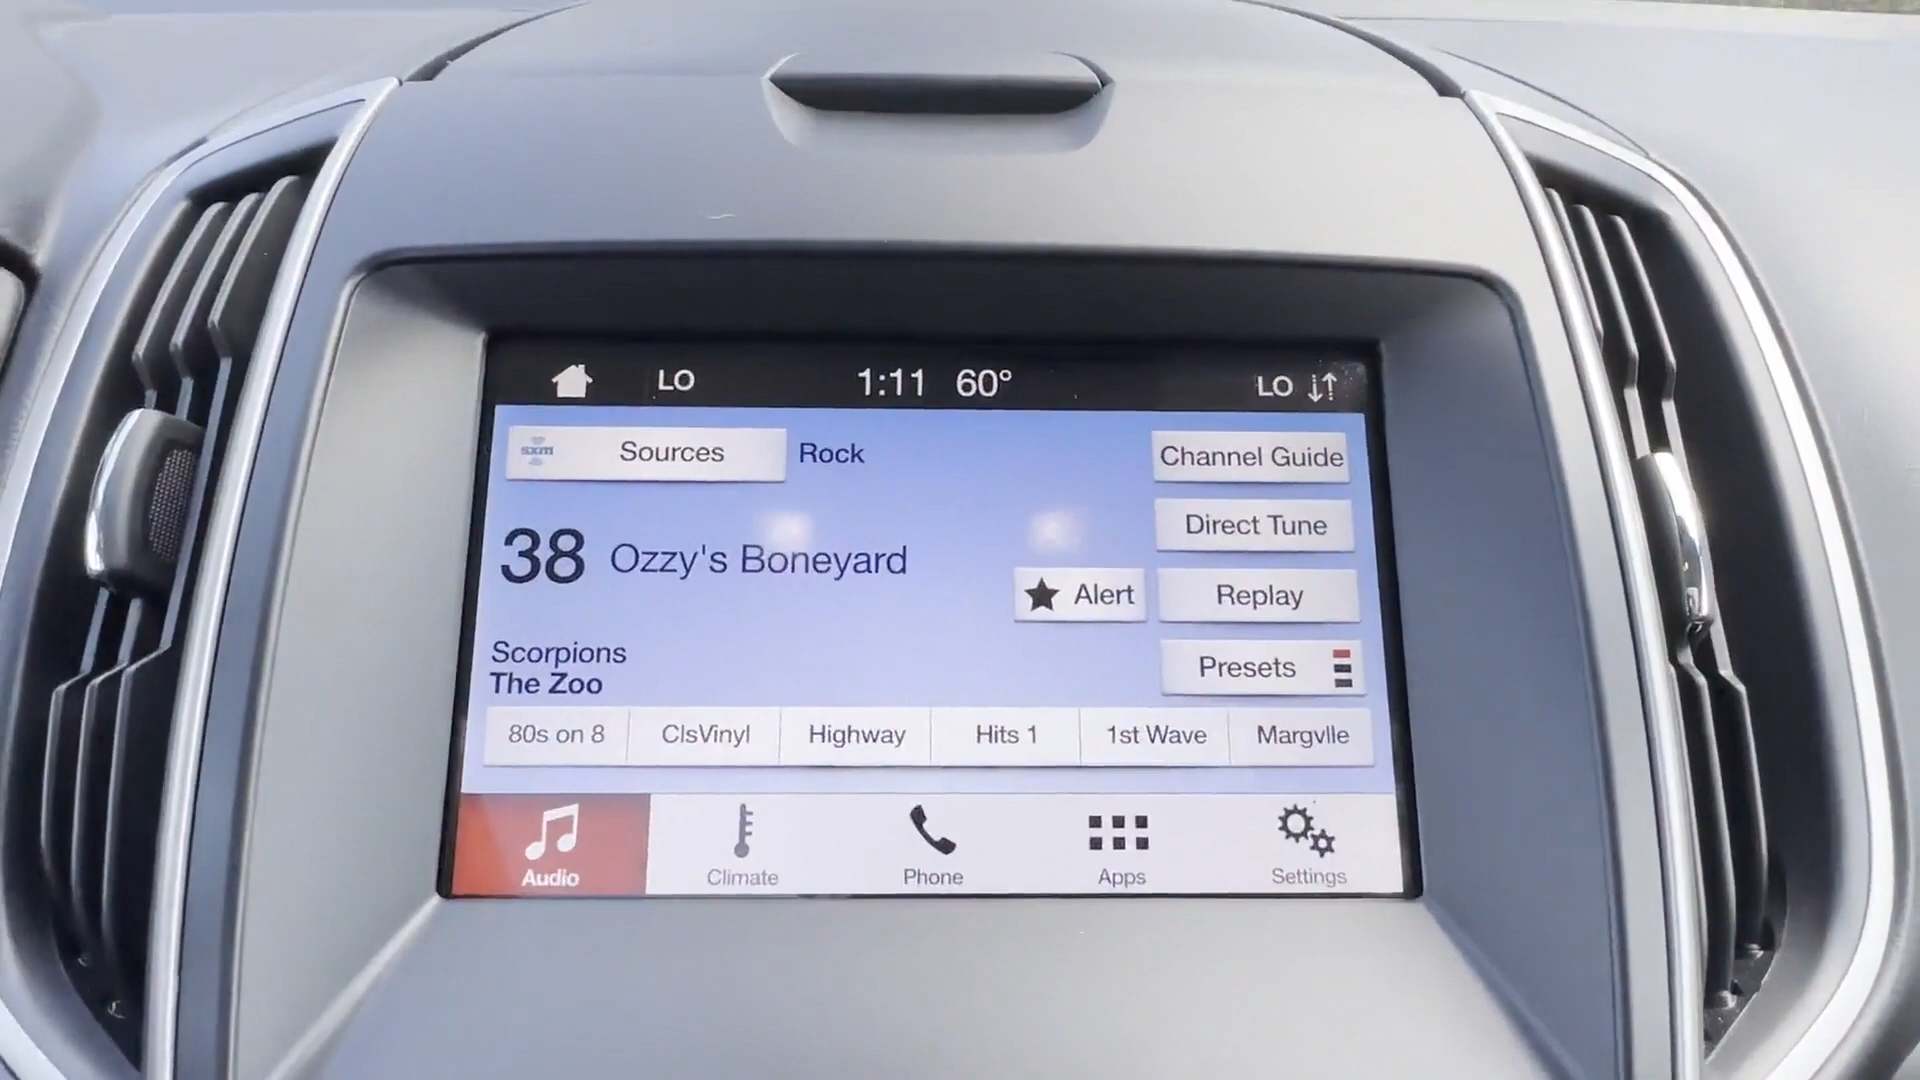 LO 1:11 60° LO
sxm Sources Rock Channel Guide
Direct Tune
38 Ozzy's Boneyard
Alert Replay
Scorpions
The Zoo
Presets
80s on 8 ClsVinyl Highway Hits 1 1st Wave Margvlle
Audio Climate Phone Apps Settings